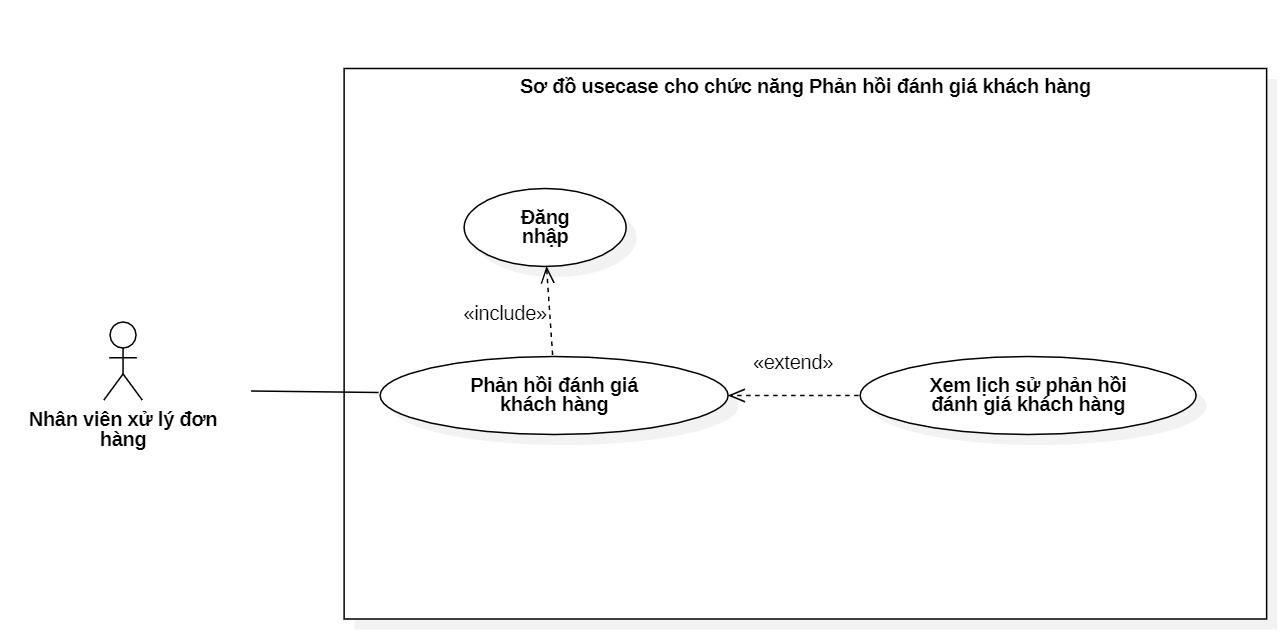 Sơ đồ usecase cho chức năng Phản hồi đánh giá khách hàng
Đăng
nhập
«include»
«extend»
Phản hồi đánh giá
khách hàng
Xem lịch sử phản hồi
đánh giá khách hàng
Nhân viên xử lý đơn
hàng